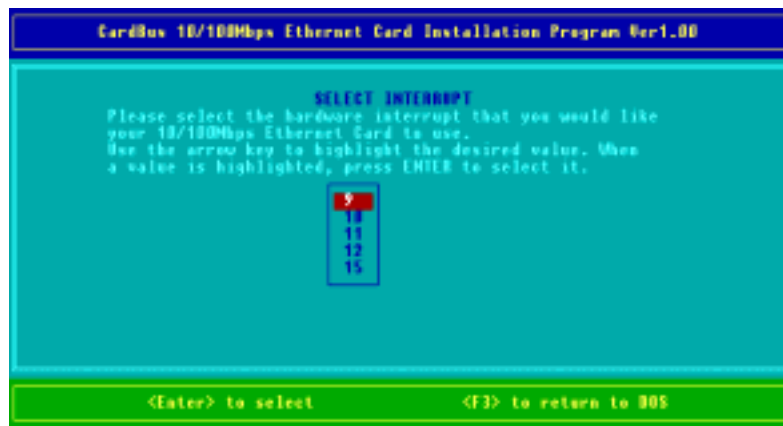 CardBus 10/100Mbps Ethernet Card Installation Program Ver1.00
SELECT INTERRUPT
Please select the hardware interrupt that you would like
your 10/100Mbps Ethernet Card to use.
Use the arrow key to highlight the desired value. When
a value is highlighted, press ENTER to select it.
9
10
11
12
15
<Enter> to select <F3> to return to DOS